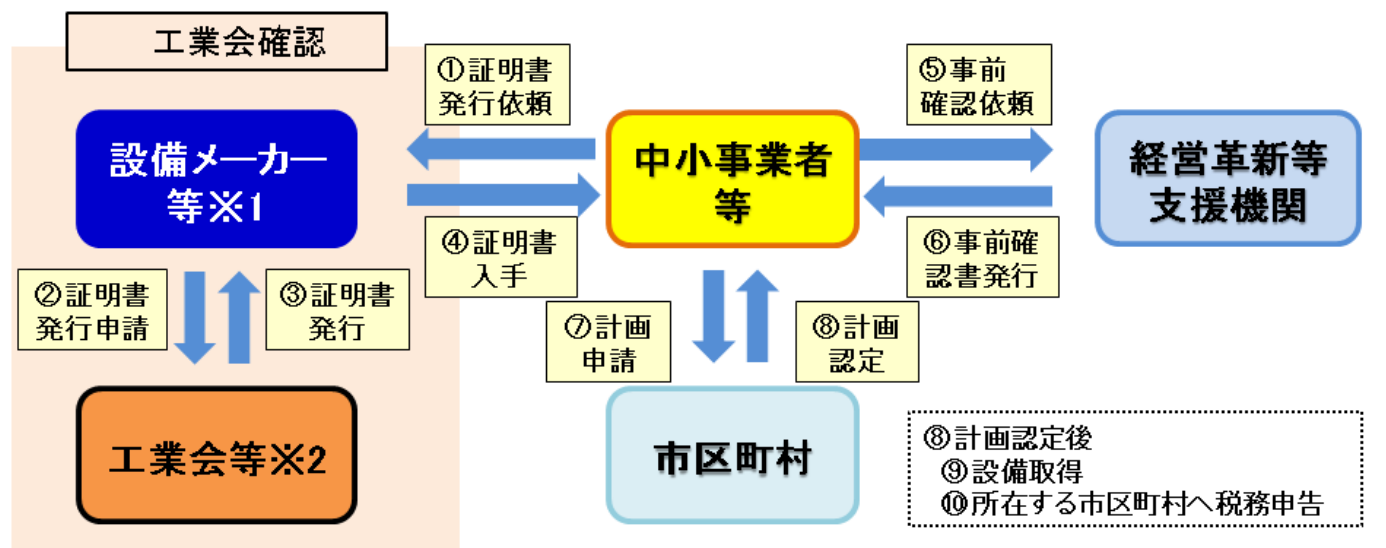 工業会確認
①証明書
発行依頼
⑤事前
確認依頼
設備メーカー
等※1
中小事業者
等
経営革新等
支援機関
④証明書
入手
⑥事前確
認書発行
②証明書
発行申請
③証明書
発行
⑦計画
申請
⑧計画
認定
工業会等※2
市区町村
⑧計画認定後
⑨設備取得
⑩所在する市区町村へ税務申告